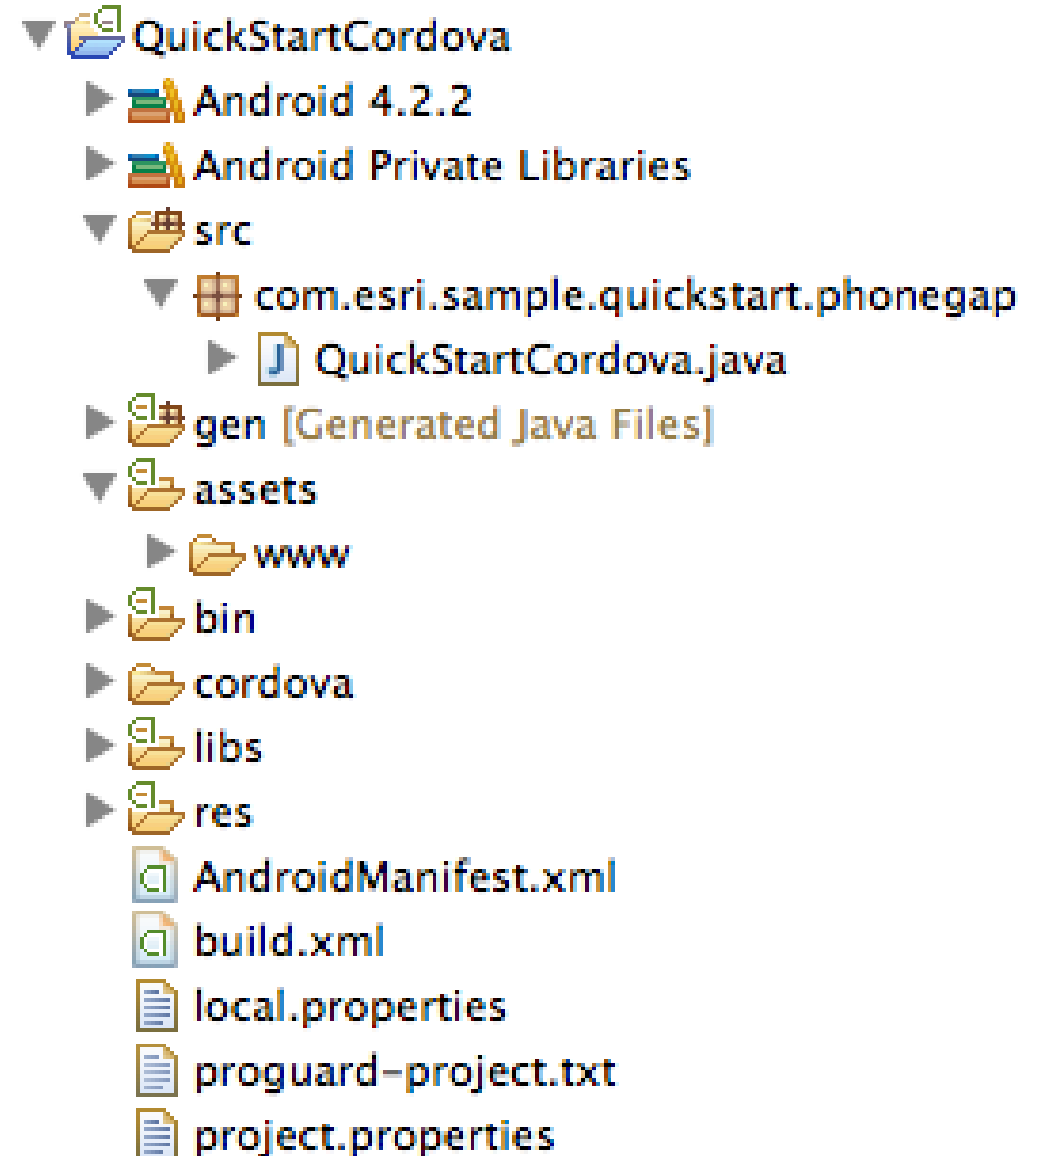 QuickStartCordova
Android 4.2.2
Android Private Libraries
src
com.esri.sample.quickstart.phonegap
QuickStartCordova.java
gen [Generated Java Files]
assets
www
bin
cordova
libs
res
AndroidManifest.xml
build.xml
local.properties
proguard-project.txt
project.properties